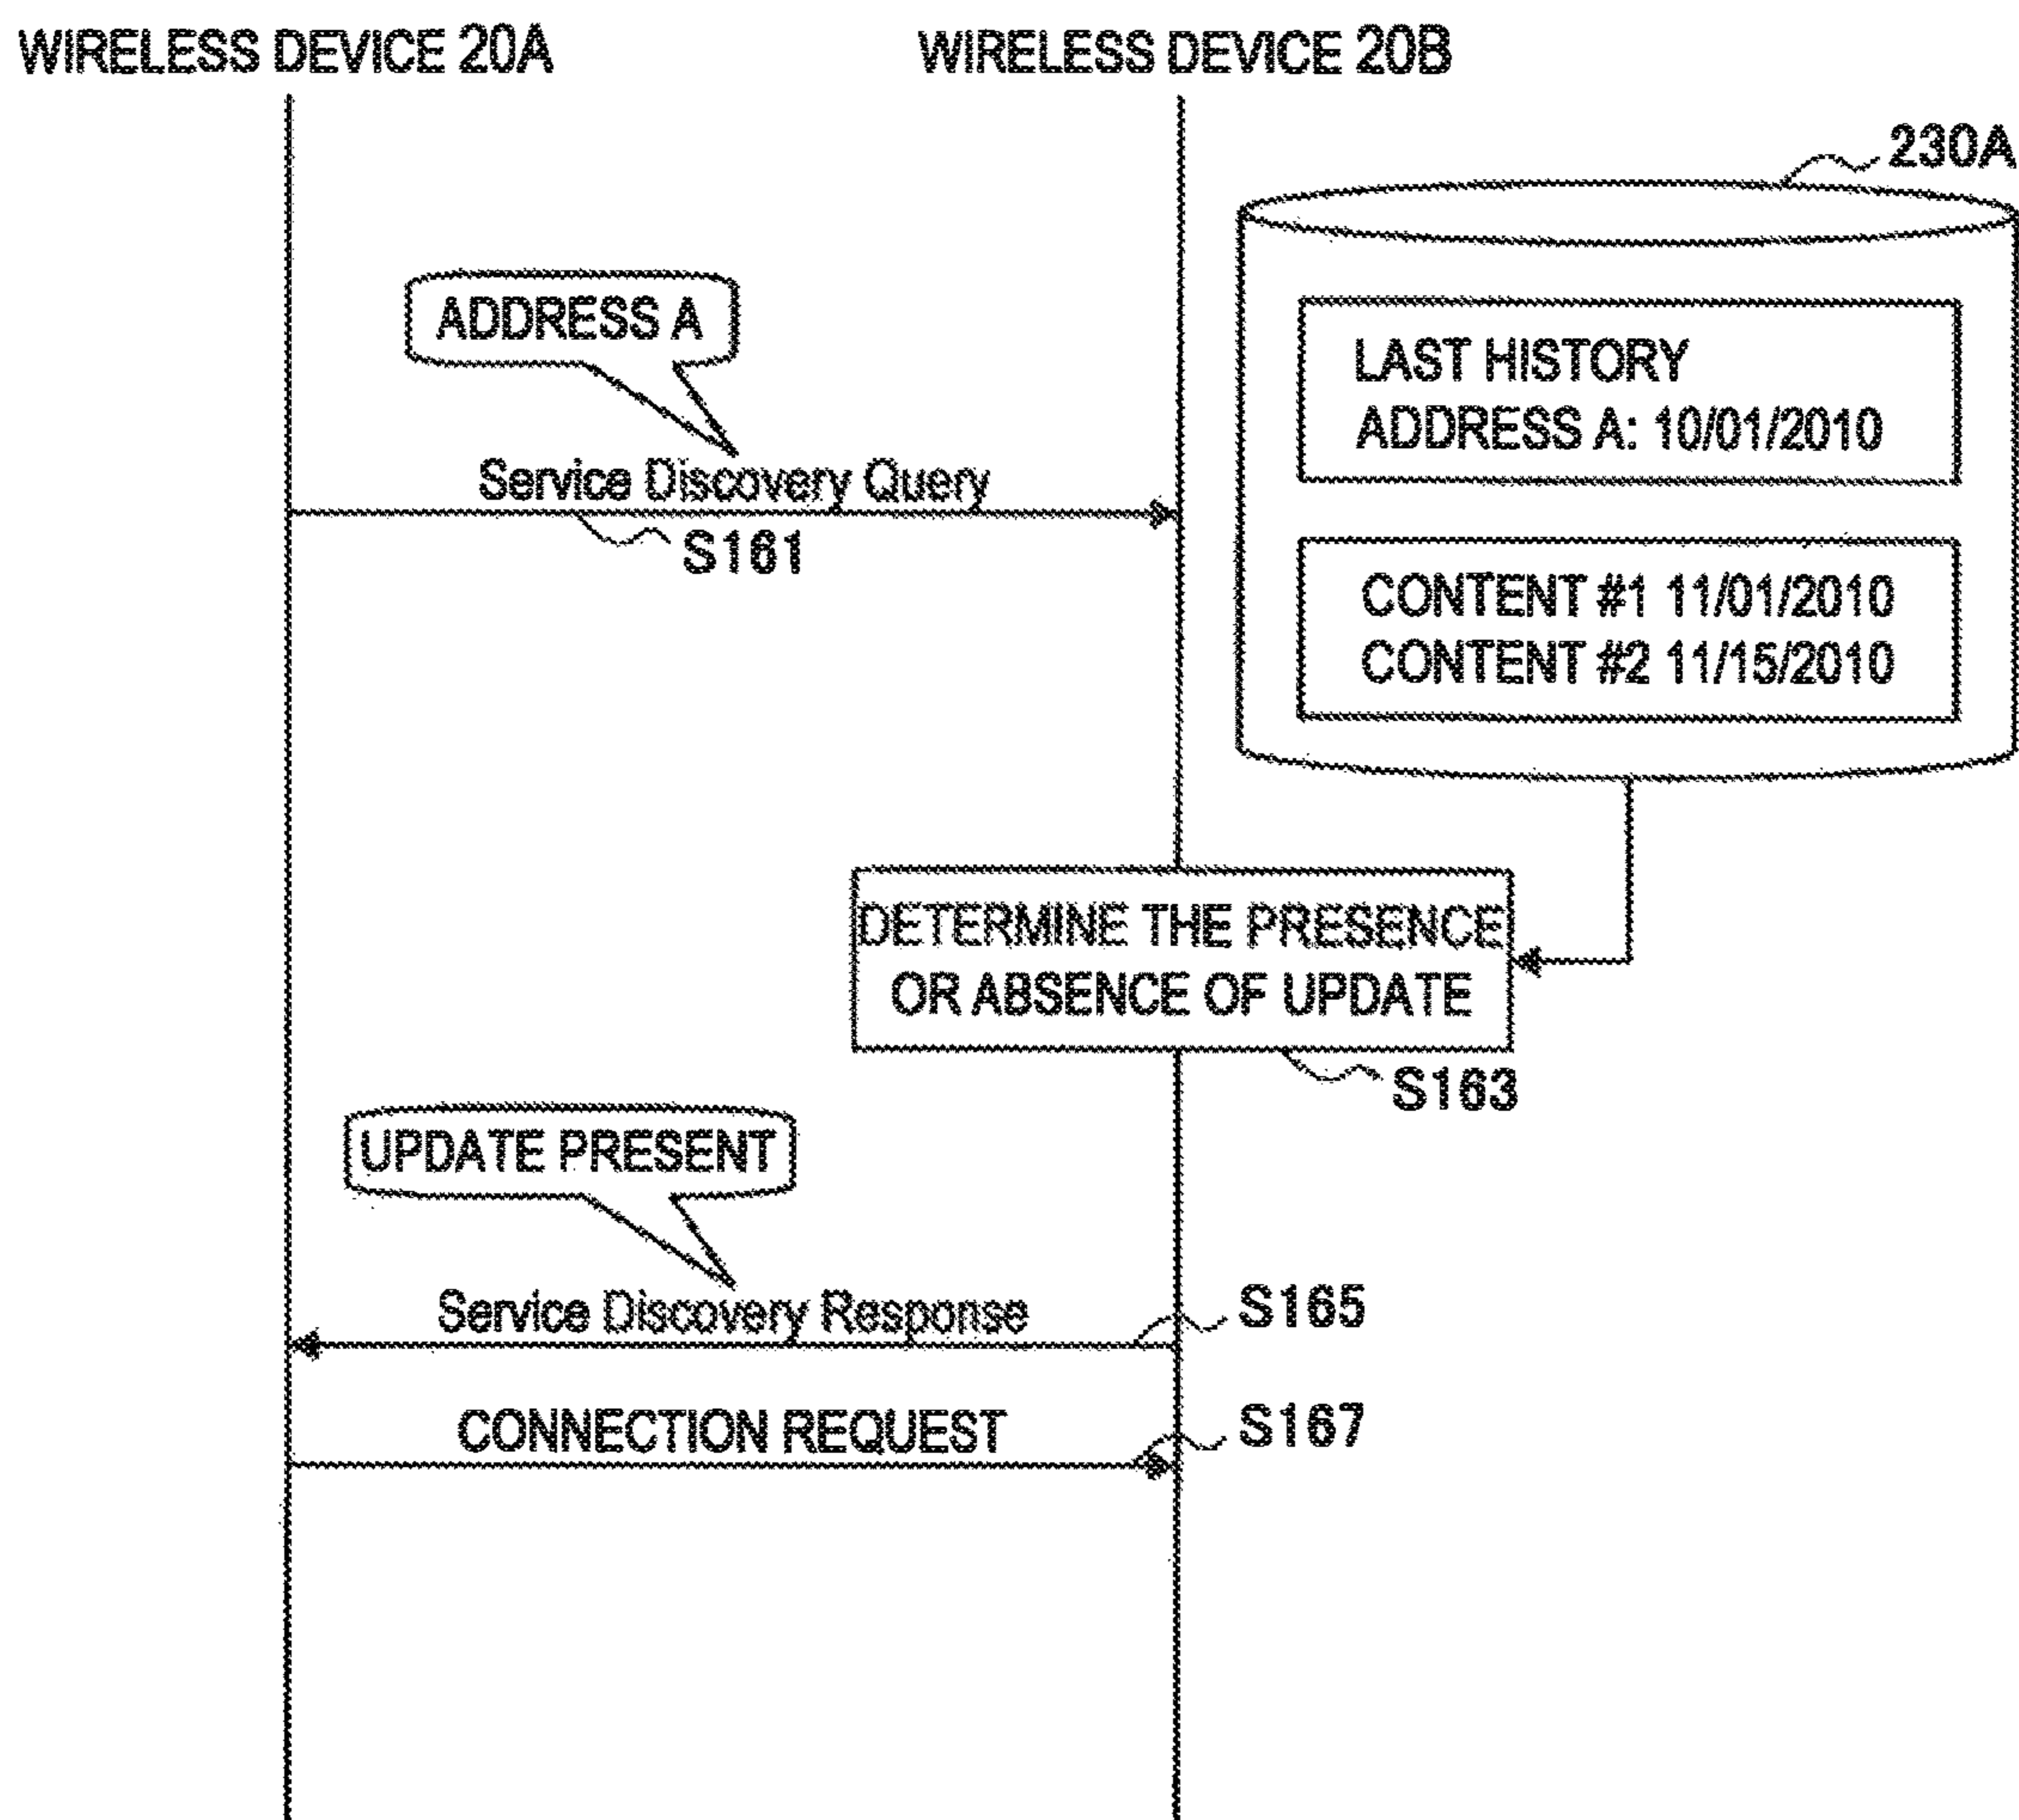 WIRELESS DEVICE 20A
WIRELESS DEVICE 20B
230A
ADDRESS A
LAST HISTORY
ADDRESS A: 10/01/2010
Service Discovery Query
S161
CONTENT #1 11/01/2010
CONTENT #2 11/15/2010
DETERMINE THE PRESENCE
OR ABSENCE OF UPDATE
S163
UPDATE PRESENT
Service Discovery Response
S165
CONNECTION REQUEST
S167